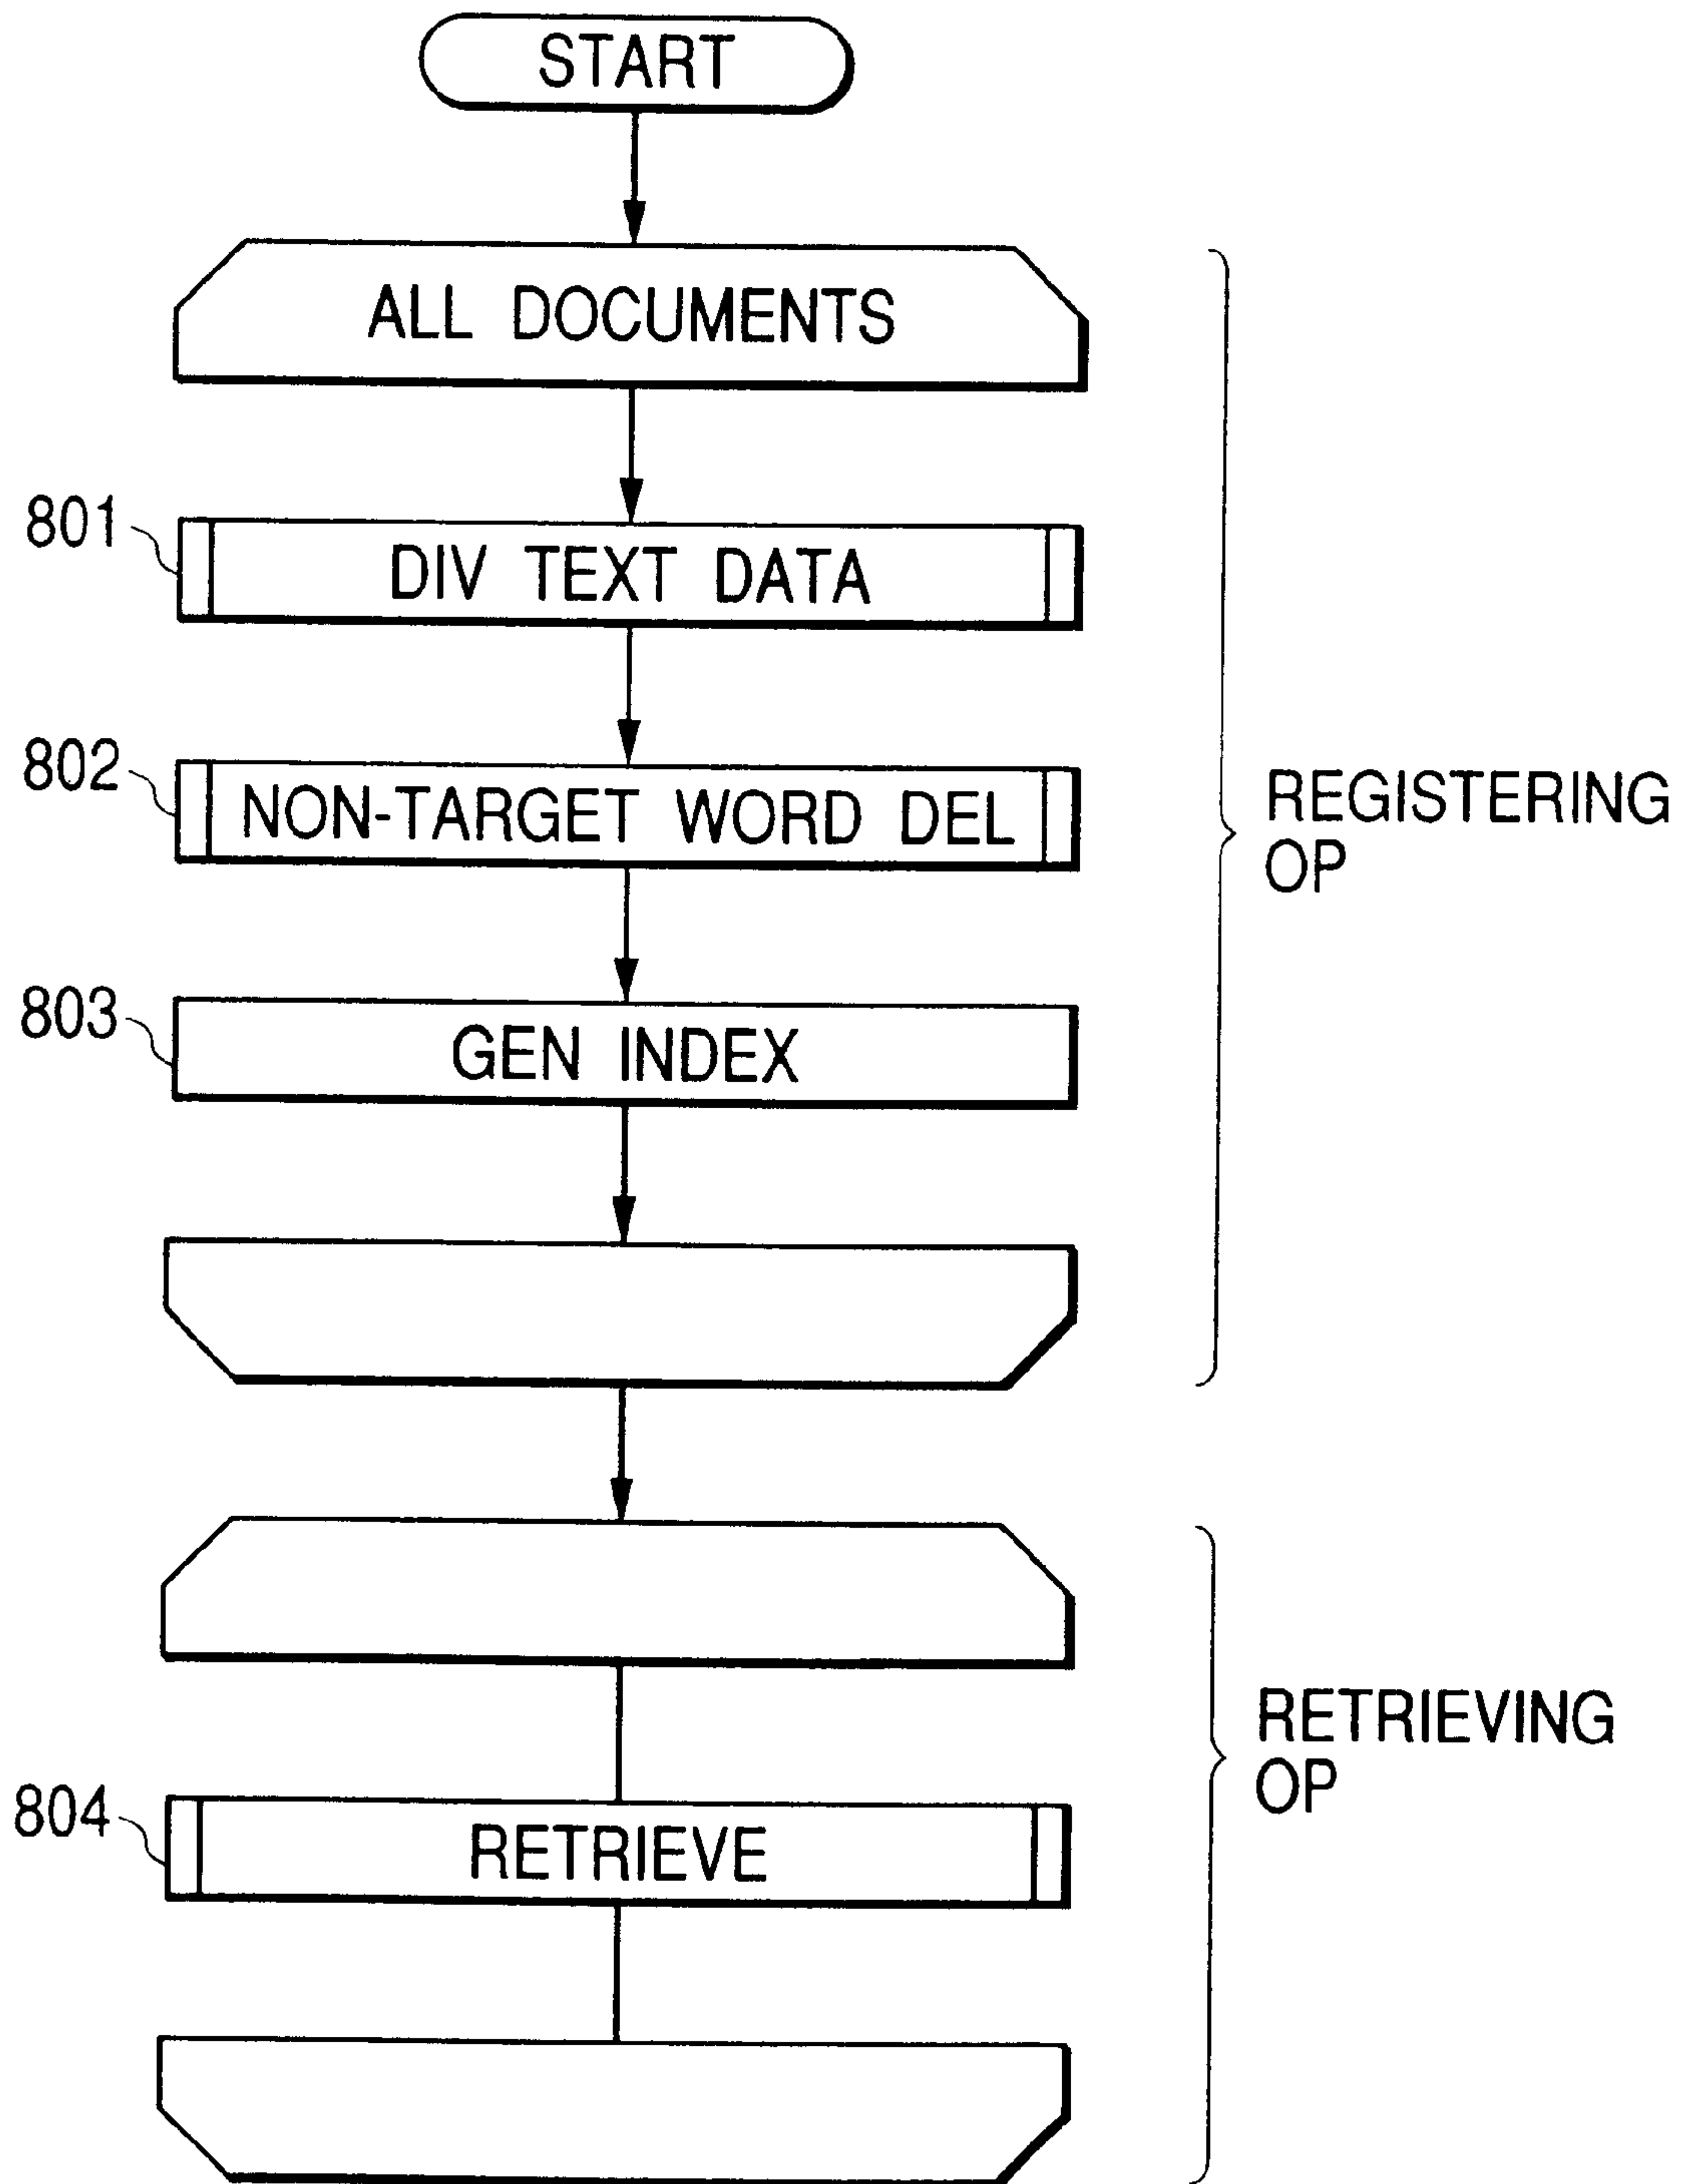 START
ALL DOCUMENTS
801
DIV TEXT DATA
802
NON-TARGET WORD DEL
REGISTERING
OP
803
GEN INDEX
RETRIEVING
OP
804
RETRIEVE